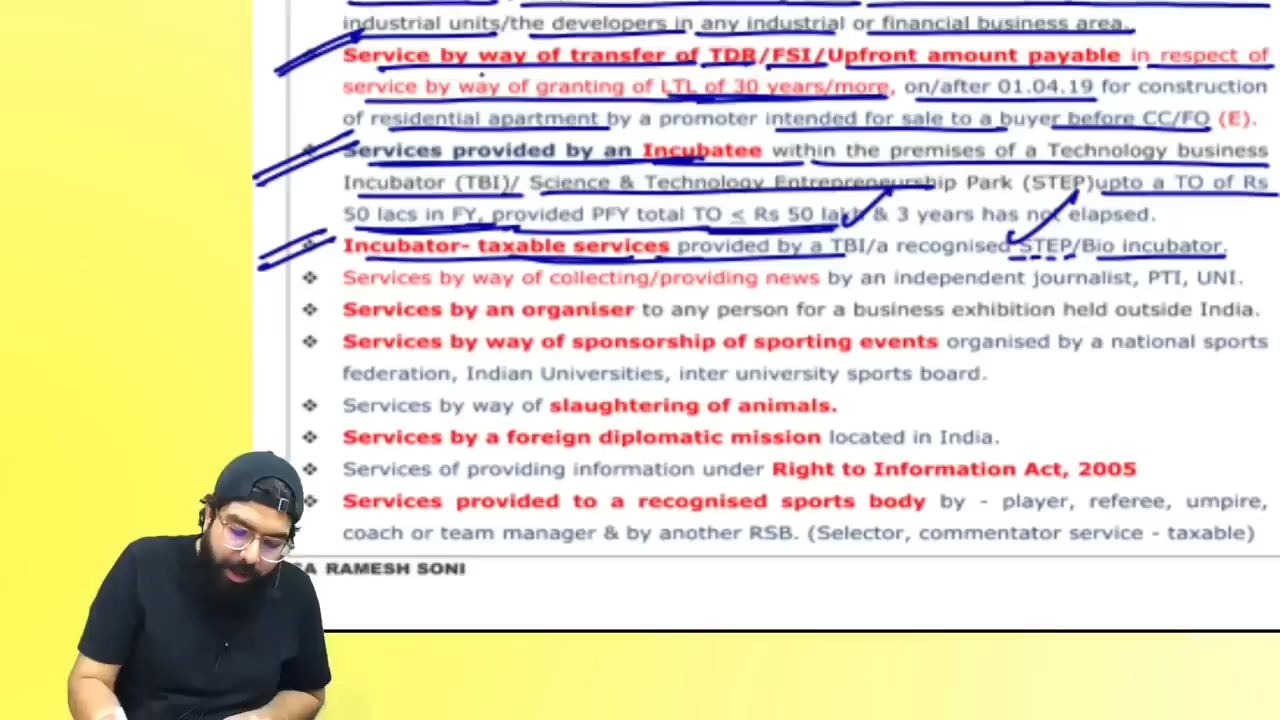 industrial units/the developers in any industrial or financial business area.
Service by way of transfer of TDR/FSI/Upfront amount payable in respect of
service by way of granting of LTL of 30 years/more, on/after 01.04.19 for construction
of residential apartment by a promoter intended for sale to a buyer before CC/FO (E).
❖ Services provided by an Incubatee within the premises of a Technology business
Incubator (TBI)/ Science & Technology Entrepreneurship Park (STEP)upto a TO of Rs
50 lacs in FY, provided PFY total TO ≤ Rs 50 lakh & 3 years has not elapsed.
❖ Incubator- taxable services provided by a TBI/a recognised STEP/Bio incubator.
❖ Services by way of collecting/providing news by an independent journalist, PTI, UNI.
❖ Services by an organiser to any person for a business exhibition held outside India.
❖ Services by way of sponsorship of sporting events organised by a national sports
federation, Indian Universities, inter university sports board.
❖ Services by way of slaughtering of animals.
❖ Services by a foreign diplomatic mission located in India.
❖ Services of providing information under Right to Information Act, 2005
❖ Services provided to a recognised sports body by - player, referee, umpire,
coach or team manager & by another RSB. (Selector, commentator service - taxable)
RAMESH SONI